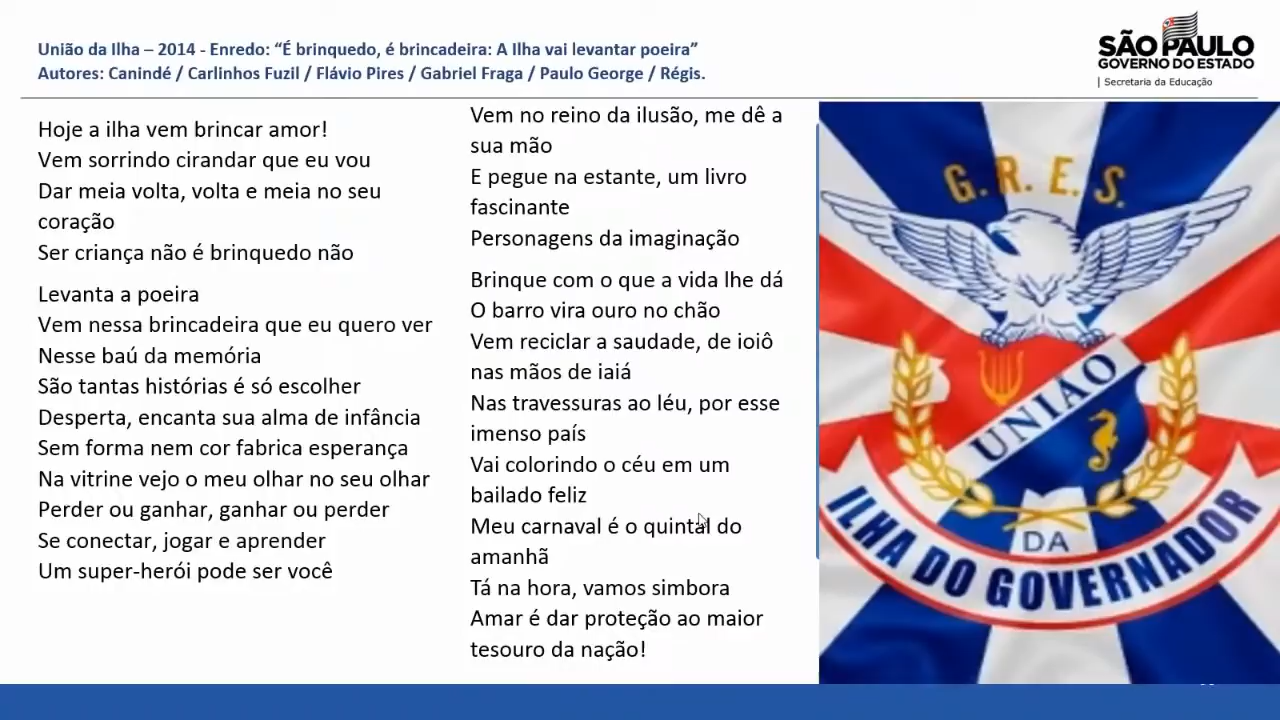 União da Ilha – 2014 - Enredo: “É brinquedo, é brincadeira: A Ilha vai levantar poeira”
Autores: Canindé / Carlinhos Fuzil / Flávio Pires / Gabriel Fraga / Paulo George / Régis.
SÃO PAULO
GOVERNO DO ESTADO
| Secretaria da Educação
Hoje a ilha vem brincar amor!
Vem sorrindo cirandar que eu vou
Dar meia volta, volta e meia no seu
coração
Ser criança não é brinquedo não
Levanta a poeira
Vem nessa brincadeira que eu quero ver
Nesse baú da memória
São tantas histórias é só escolher
Desperta, encanta sua alma de infância
Sem forma nem cor fabrica esperança
Na vitrine vejo o meu olhar no seu olhar
Perder ou ganhar, ganhar ou perder
Se conectar, jogar e aprender
Um super-herói pode ser você
Vem no reino da ilusão, me dê a
sua mão
E pegue na estante, um livro
fascinante
Personagens da imaginação
Brinque com o que a vida lhe dá
O barro vira ouro no chão
Vem reciclar a saudade, de ioiô
nas mãos de iaiá
Nas travessuras ao léu, por esse
imenso país
Vai colorindo o céu em um
bailado feliz
Meu carnaval é o quintal do
amanhã
Tá na hora, vamos simbora
Amar é dar proteção ao maior
tesouro da nação!
G.R.E.S.
UNIÃO
DA
ILHA DO GOVERNADOR